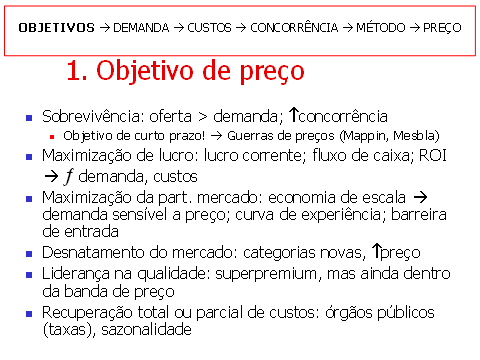 OBJETIVOS → DEMANDA → CUSTOS → CONCORRÊNCIA → MÉTODO → PREÇO
1. Objetivo de preço
Sobrevivência: oferta > demanda; ↑concorrência
Objetivo de curto prazo! → Guerras de preços (Mappin, Mesbla)
Maximização de lucro: lucro corrente; fluxo de caixa; ROI
→ ƒ demanda, custos
Maximização da part. mercado: economia de escala →
demanda sensível a preço; curva de experiência; barreira
de entrada
Desnatamento do mercado: categorias novas, ↑preço
Liderança na qualidade: superpremium, mas ainda dentro
da banda de preço
Recuperação total ou parcial de custos: órgãos públicos
(taxas), sazonalidade